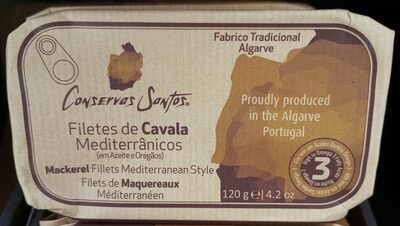 Fabrico Tradicional
Algarve
Conservas Santos®
Filetes de Cavala
Mediterrânicos
(em Azeite e Orégãos)
Mackerel Fillets Mediterranean Style
Filets de Maquereaux
Méditerranéen
Proudly produced
in the Algarve
Portugal
120 g ℮ | 4.2 oz
3